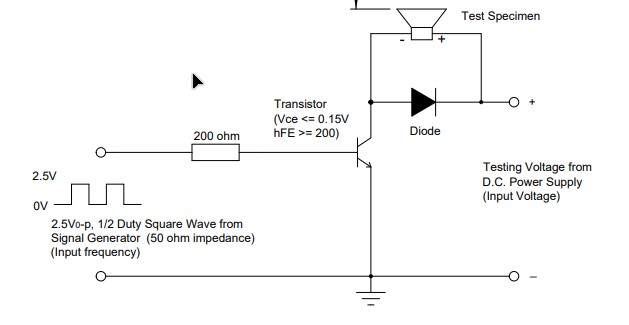 Test Specimen
- +
Transistor
(Vce <= 0.15V
hFE >= 200)
+
Diode
200 ohm
Testing Voltage from
D.C. Power Supply
(Input Voltage)
2.5V
0V
2.5V0-p, 1/2 Duty Square Wave from
Signal Generator (50 ohm impedance)
(Input frequency)
−